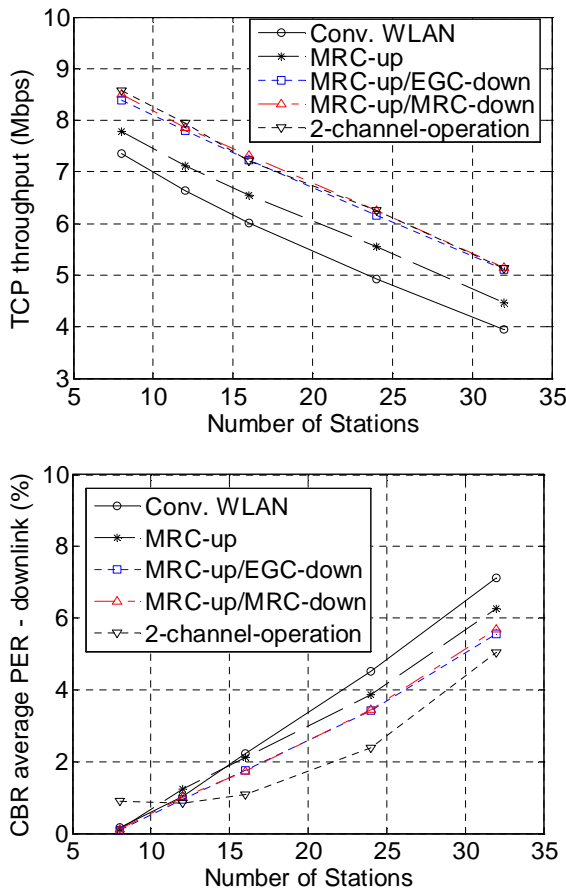 10
9
8
7
6
5
4
3
TCP throughput (Mbps)
Conv. WLAN
MRC-up
MRC-up/EGC-down
MRC-up/MRC-down
2-channel-operation
5 10 15 20 25 30 35
Number of Stations
10
8
6
4
2
0
CBR average PER - downlink (%)
Conv. WLAN
MRC-up
MRC-up/EGC-down
MRC-up/MRC-down
2-channel-operation
5 10 15 20 25 30 35
Number of Stations